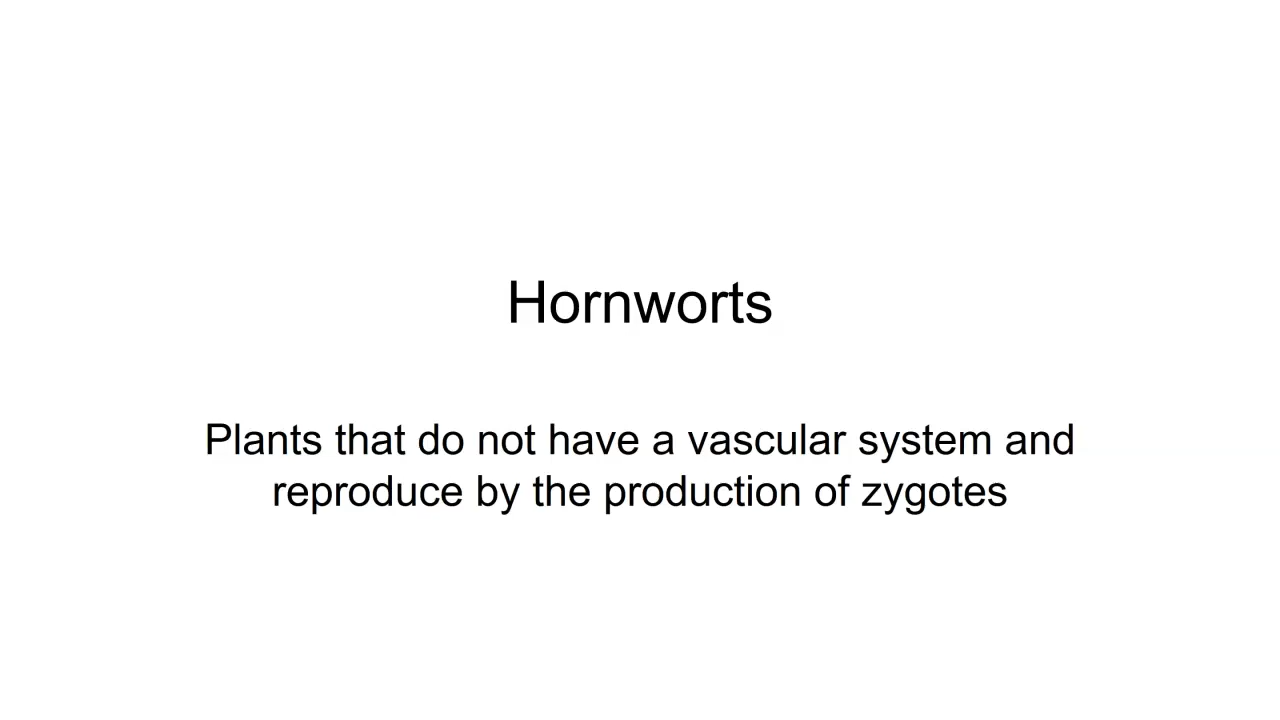 Hornworts
Plants that do not have a vascular system and
reproduce by the production of zygotes